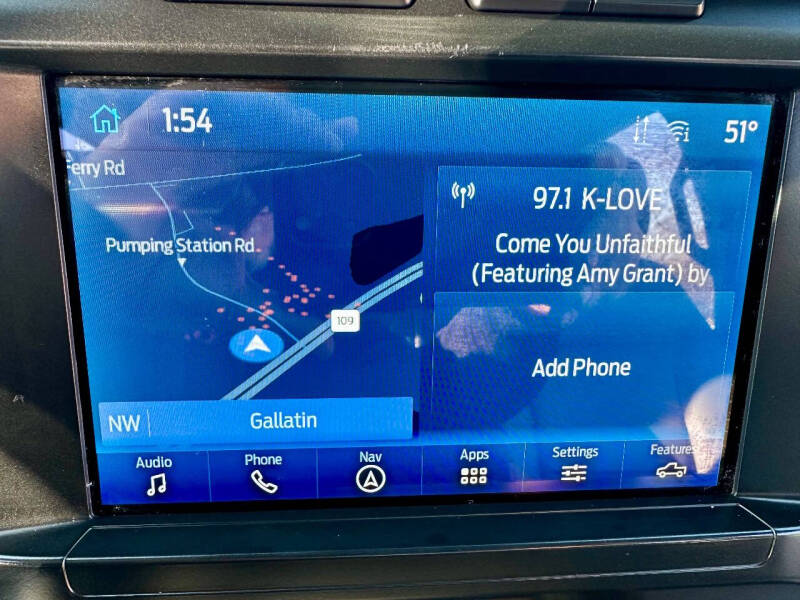 1:54
51°
Ferry Rd
Pumping Station Rd
109
NW
Gallatin
97.1 K-LOVE
Come You Unfaithful
(Featuring Amy Grant) by
Add Phone
Audio
Phone
Nav
Apps
Settings
Features